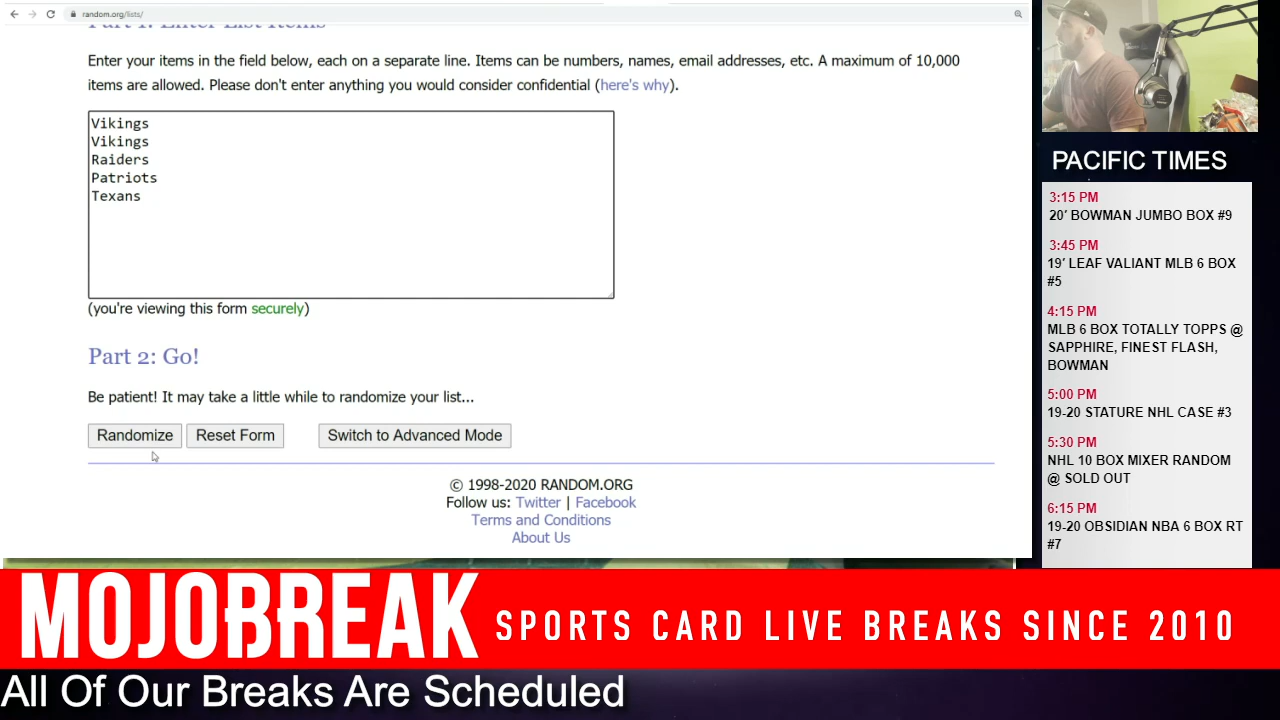 random.org/lists/
Part 1: Enter List Items
Enter your items in the field below, each on a separate line. Items can be numbers, names, email addresses, etc. A maximum of 10,000
items are allowed. Please don't enter anything you would consider confidential (here's why).
Vikings
Vikings
Raiders
Patriots
Texans
(you're viewing this form securely)
Part 2: Go!
Be patient! It may take a little while to randomize your list...
Randomize Reset Form Switch to Advanced Mode
© 1998-2020 RANDOM.ORG
Follow us: Twitter | Facebook
Terms and Conditions
About Us
PACIFIC TIMES
3:15 PM
20' BOWMAN JUMBO BOX #9
3:45 PM
19' LEAF VALIANT MLB 6 BOX
#5
4:15 PM
MLB 6 BOX TOTALLY TOPPS @
SAPPHIRE, FINEST FLASH,
BOWMAN
5:00 PM
19-20 STATURE NHL CASE #3
5:30 PM
NHL 10 BOX MIXER RANDOM
@ SOLD OUT
6:15 PM
19-20 OBSIDIAN NBA 6 BOX RT
#7
MOJOBREAK SPORTS CARD LIVE BREAKS SINCE 2010
All Of Our Breaks Are Scheduled